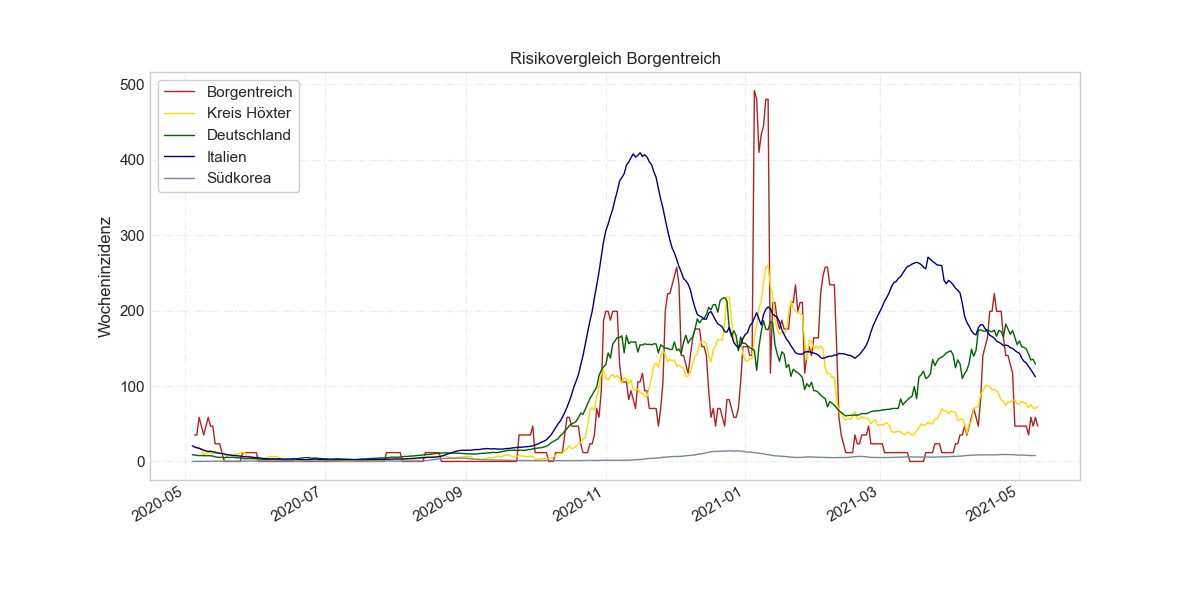 Risikovergleich Borgentreich
Wocheninzidenz
500
400
300
200
100
0
Borgentreich
Kreis Höxter
Deutschland
Italien
Südkorea
2020-05
2020-07
2020-09
2020-11
2021-01
2021-03
2021-05